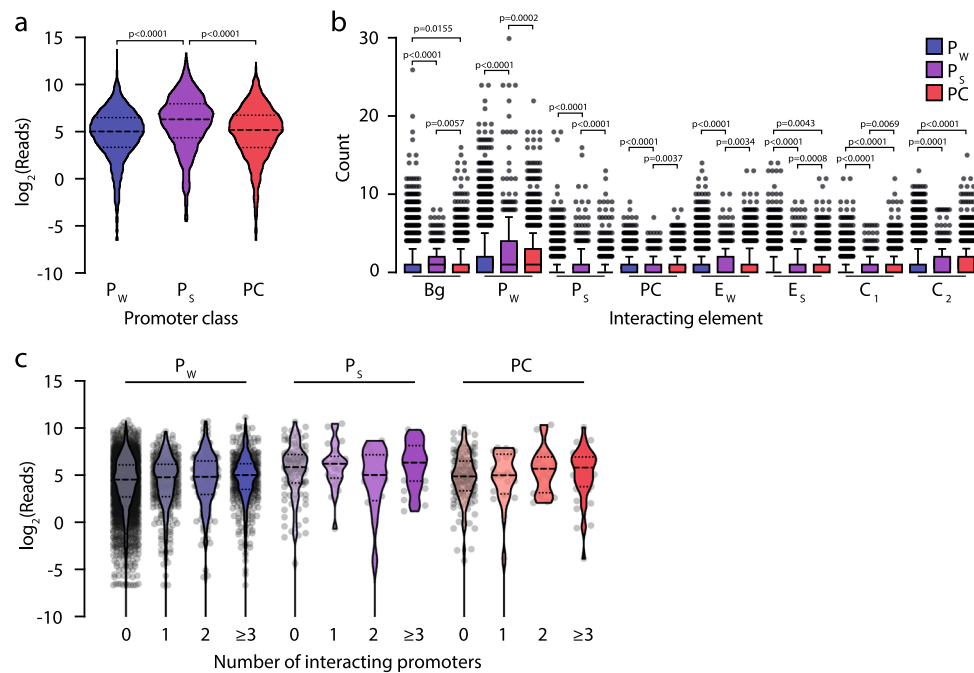 a
15
10
5
0
-5
-10
log2(Reads)
p<0.0001 p<0.0001
PW PS PC
Promoter class
b
30
20
10
0
Count
p=0.0155
p<0.0001
p=0.0057
p=0.0002
p<0.0001
p<0.0001
p<0.0001
p<0.0001
p=0.0037
p<0.0001
p=0.0034
p=0.0043
p<0.0001
p=0.0008
p=0.0069
p<0.0001
p<0.0001
p<0.0001
p=0.0001
PW
PS
PC
Bg PW PS PC EW ES C1 C2
Interacting element
c
PW PS PC
15
10
5
0
-5
-10
log2(Reads)
0 1 2 ≥3 0 1 2 ≥3 0 1 2 ≥3
Number of interacting promoters